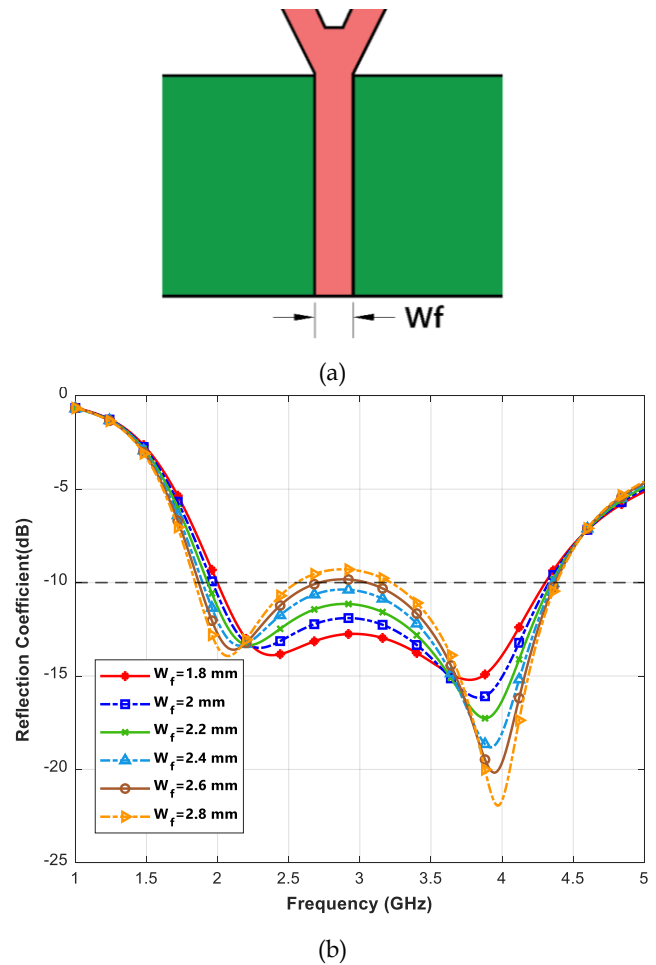 Wf
(a)
0
-5
-10
-15
-20
-25
Reflection Coefficient(dB)
W_f=1.8 mm
W_f=2 mm
W_f=2.2 mm
W_f=2.4 mm
W_f=2.6 mm
W_f=2.8 mm
1 1.5 2 2.5 3 3.5 4 4.5 5
Frequency (GHz)
(b)